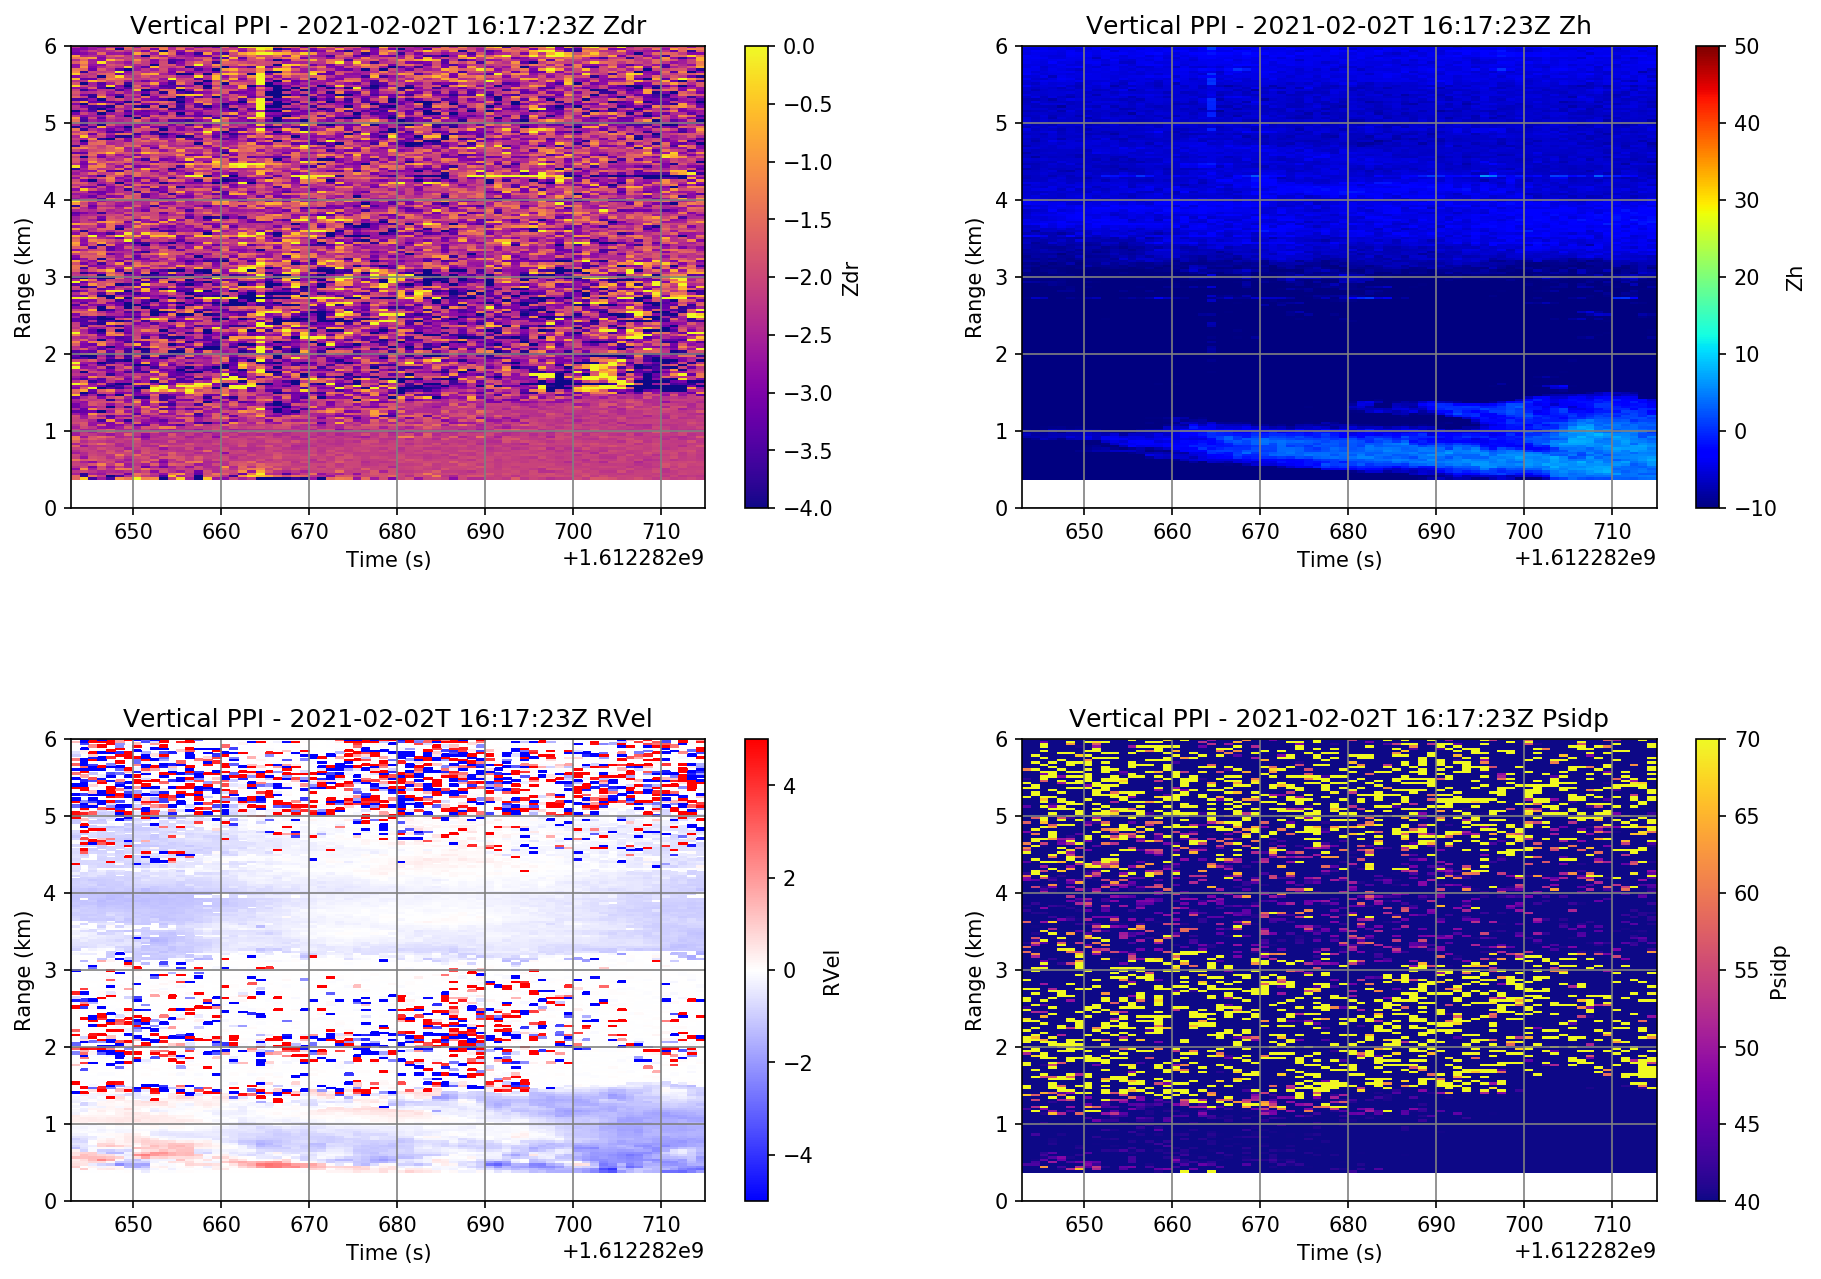 Vertical PPI - 2021-02-02T 16:17:23Z Zdr
6
5
4
3
2
1
0
Range (km)
650 660 670 680 690 700 710
Time (s)
+1.612282e9
0.0
−0.5
−1.0
−1.5
−2.0
−2.5
−3.0
−3.5
−4.0
Zdr
Vertical PPI - 2021-02-02T 16:17:23Z Zh
6
5
4
3
2
1
0
Range (km)
650 660 670 680 690 700 710
Time (s)
+1.612282e9
50
40
30
20
10
0
−10
Zh
Vertical PPI - 2021-02-02T 16:17:23Z RVel
6
5
4
3
2
1
0
Range (km)
650 660 670 680 690 700 710
Time (s)
+1.612282e9
4
2
0
−2
−4
RVel
Vertical PPI - 2021-02-02T 16:17:23Z Psidp
6
5
4
3
2
1
0
Range (km)
650 660 670 680 690 700 710
Time (s)
+1.612282e9
70
65
60
55
50
45
40
Psidp